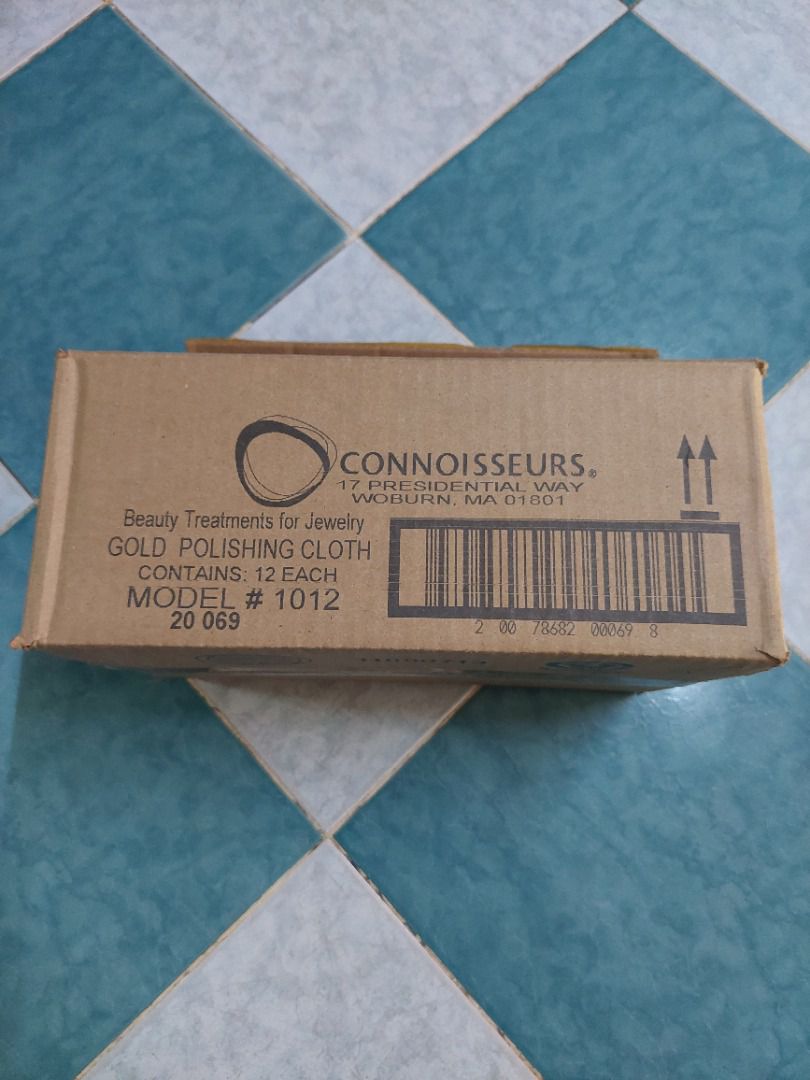 CONNOISSEURS®
17 PRESIDENTIAL WAY
WOBURN, MA 01801
Beauty Treatments for Jewelry
GOLD POLISHING CLOTH
CONTAINS: 12 EACH
MODEL # 1012
20 069
2 00 78682 00069 8